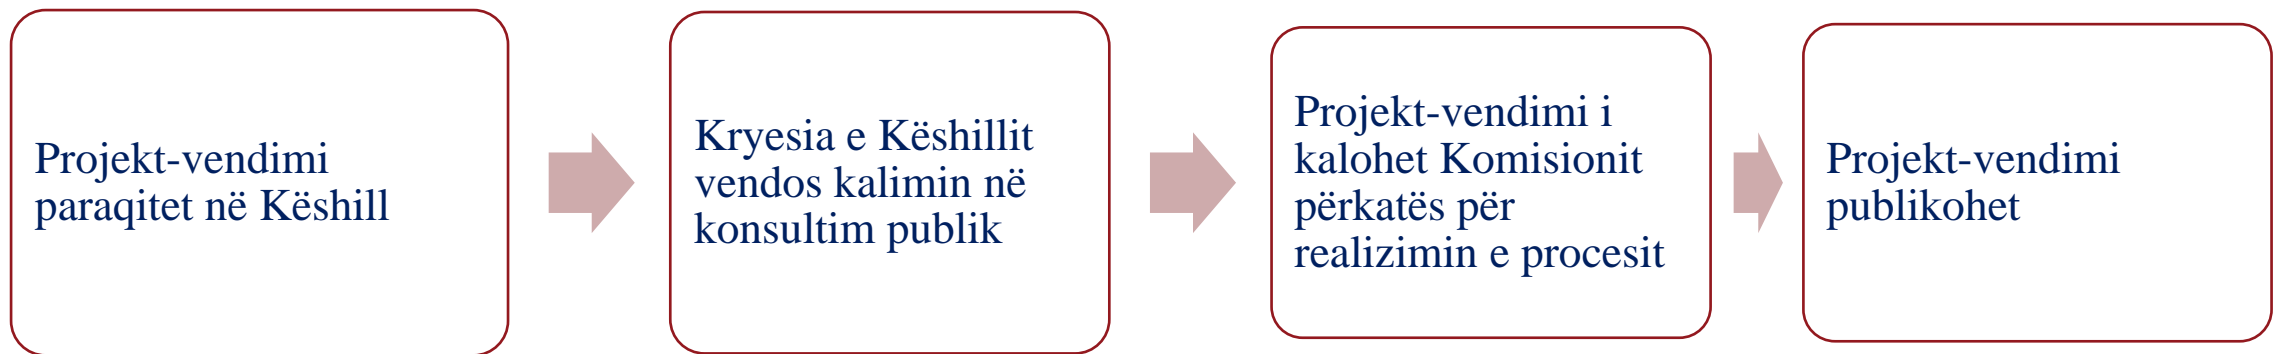 Projekt-vendimi
paraqitet në Këshill
Kryesia e Këshillit
vendos kalimin në
konsultim publik
Projekt-vendimi i
kalohet Komisionit
përkatës për
realizimin e procesit
Projekt-vendimi
publikohet